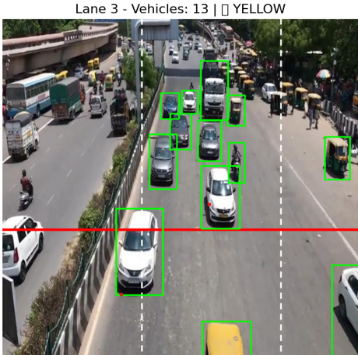 Lane 3 - Vehicles: 13 | ▯ YELLOW